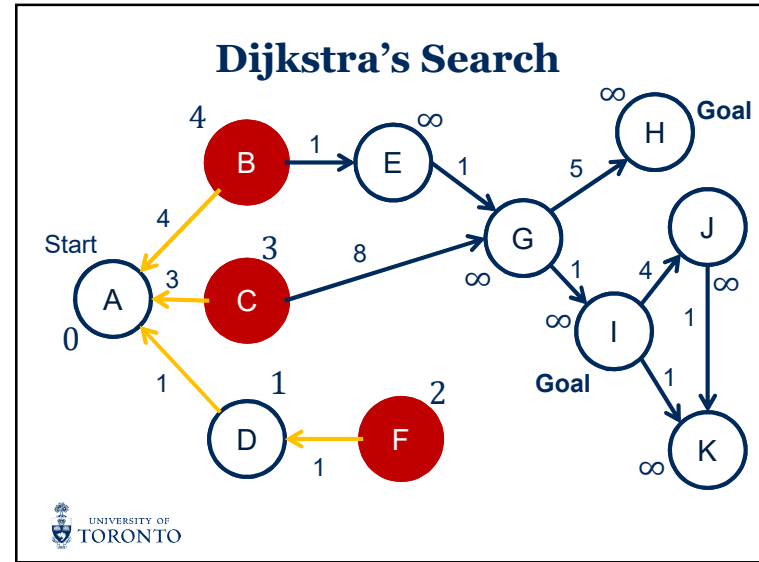 Dijkstra's Search
4
B
1
∞
E
1
∞
H
Goal
5
4
Start
A
0
3
3
C
8
G
∞
1
∞
I
Goal
4
J
∞
1
1
K
∞
1
1
D
1
2
F
UNIVERSITY OF
TORONTO